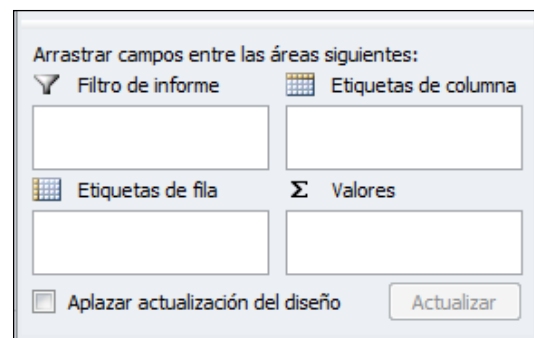 Arrastrar campos entre las áreas siguientes:
Filtro de informe
Etiquetas de columna
Etiquetas de fila
Σ Valores
Aplazar actualización del diseño
Actualizar